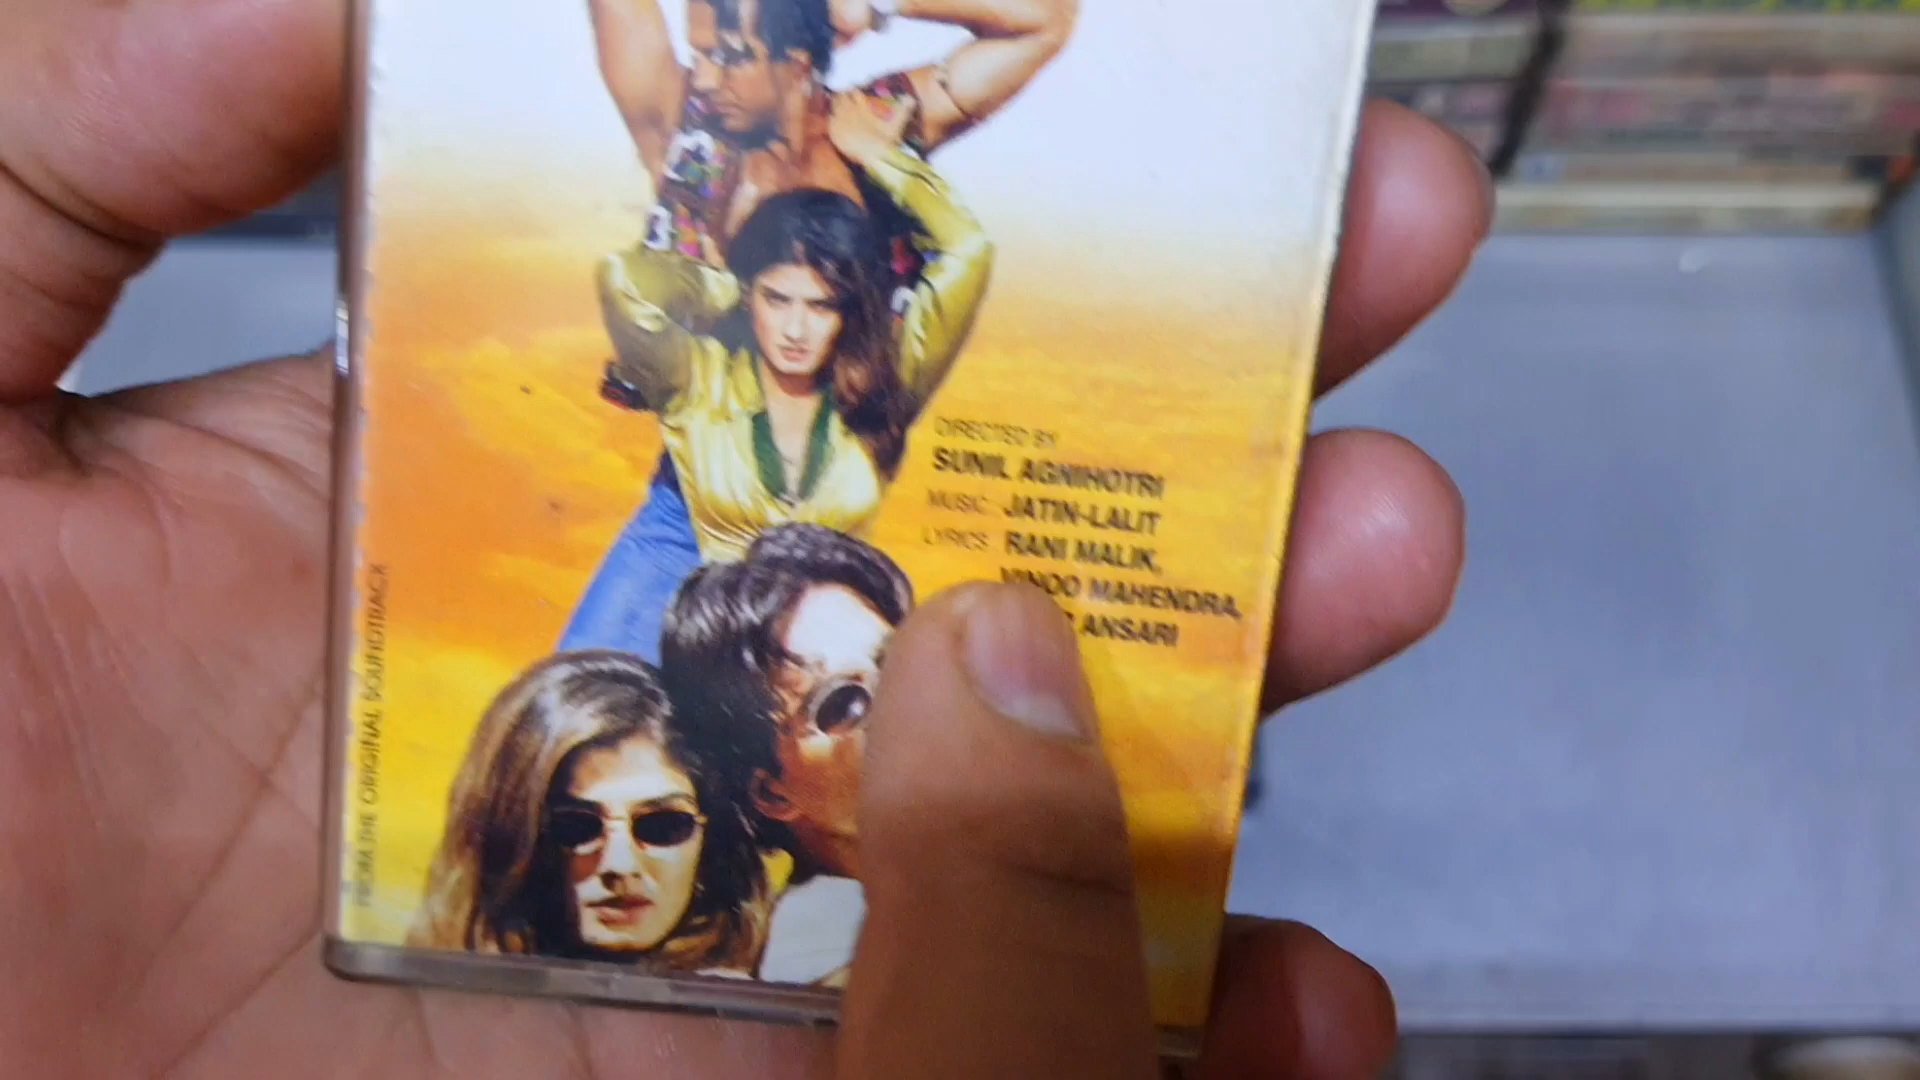 DIRECTED BY
SUNIL AGNIHOTRI
MUSIC JATIN-LALIT
LYRICS RANI MALIK,
MAHENDRA,
ANSARI
FROM THE ORIGINAL SOUNDTRACK